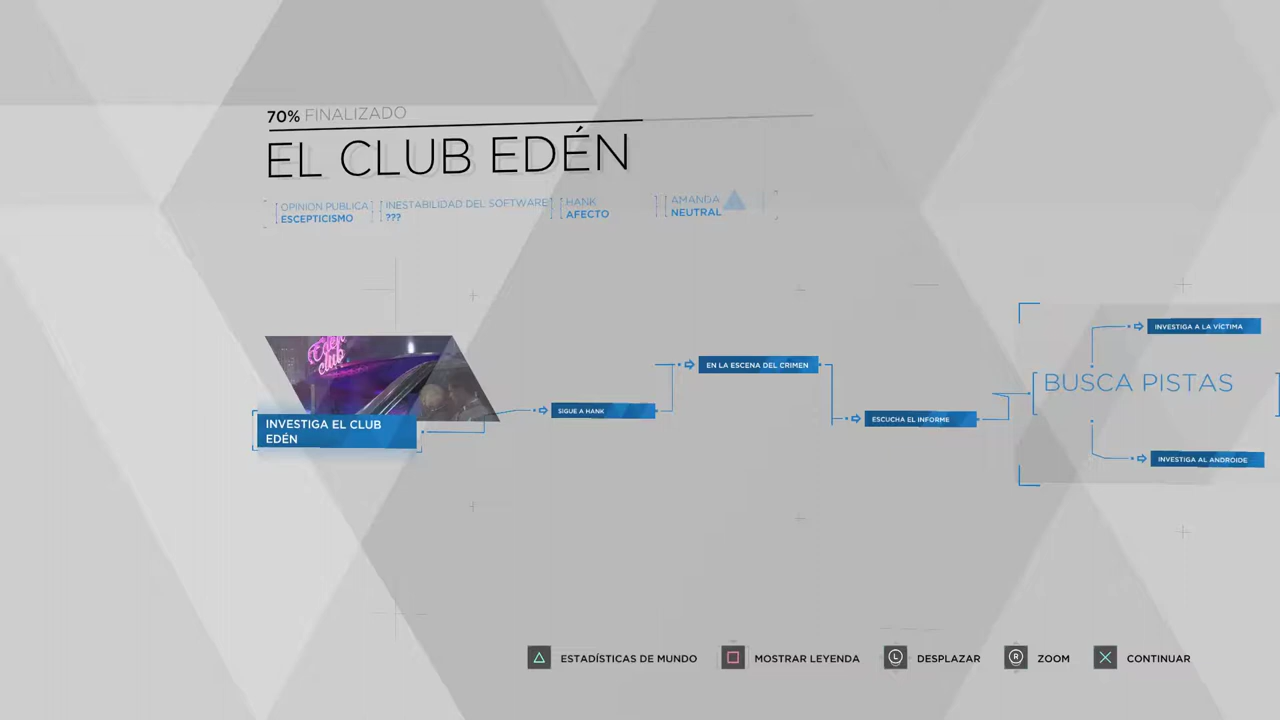 70% FINALIZADO
EL CLUB EDÉN
OPINION PUBLICA
ESCEPTICISMO
INESTABILIDAD DEL SOFTWARE
???
HANK
AFECTO
AMANDA
NEUTRAL
Eden
club
INVESTIGA EL CLUB
EDÉN
SIGUE A HANK
EN LA ESCENA DEL CRIMEN
ESCUCHA EL INFORME
BUSCA PISTAS
INVESTIGA A LA VÍCTIMA
INVESTIGA AL ANDROIDE
ESTADÍSTICAS DE MUNDO
MOSTRAR LEYENDA
L
DESPLAZAR
R
ZOOM
CONTINUAR